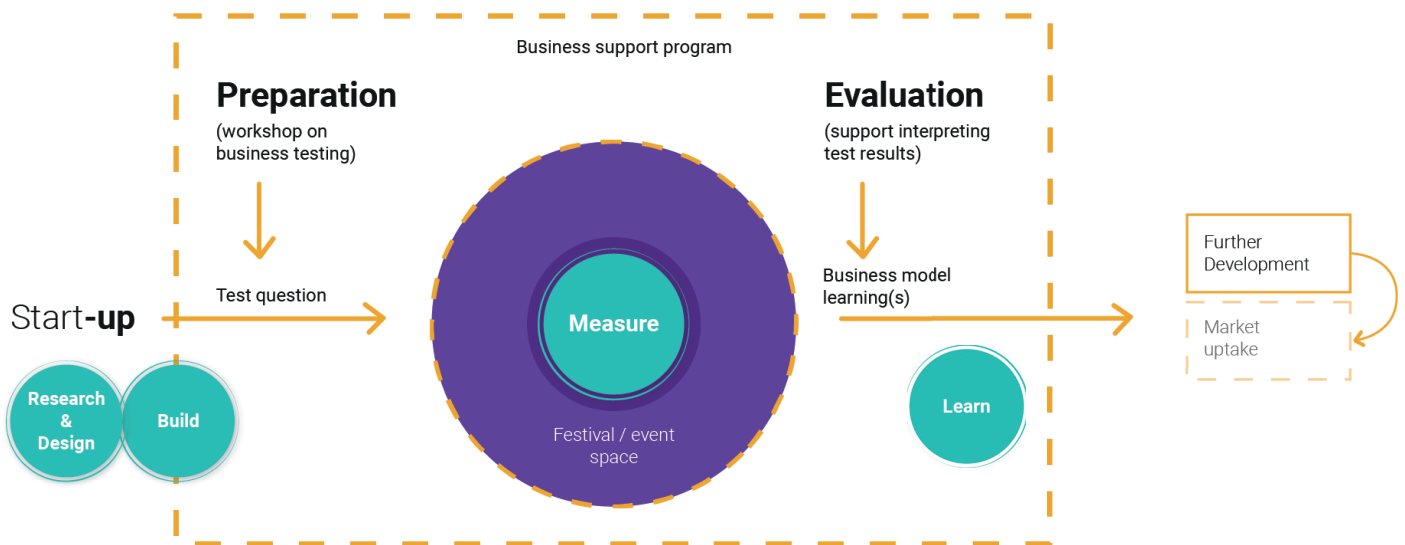 Business support program
Preparation
(workshop on
business testing)
Evaluation
(support interpreting
test results)
Start-up
Test question
Research
&
Design
Build
Measure
Festival / event
space
Business model
learning(s)
Learn
Further
Development
Market
uptake